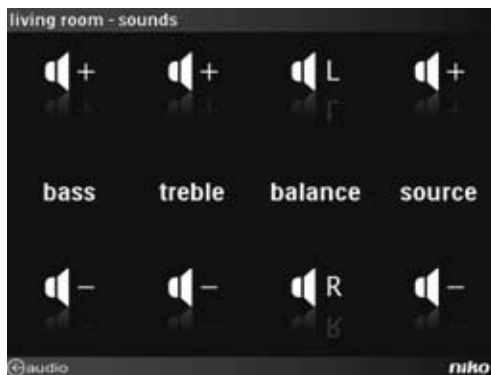 living room - sounds
+ + L +
bass treble balance source
- - R -
audio niko